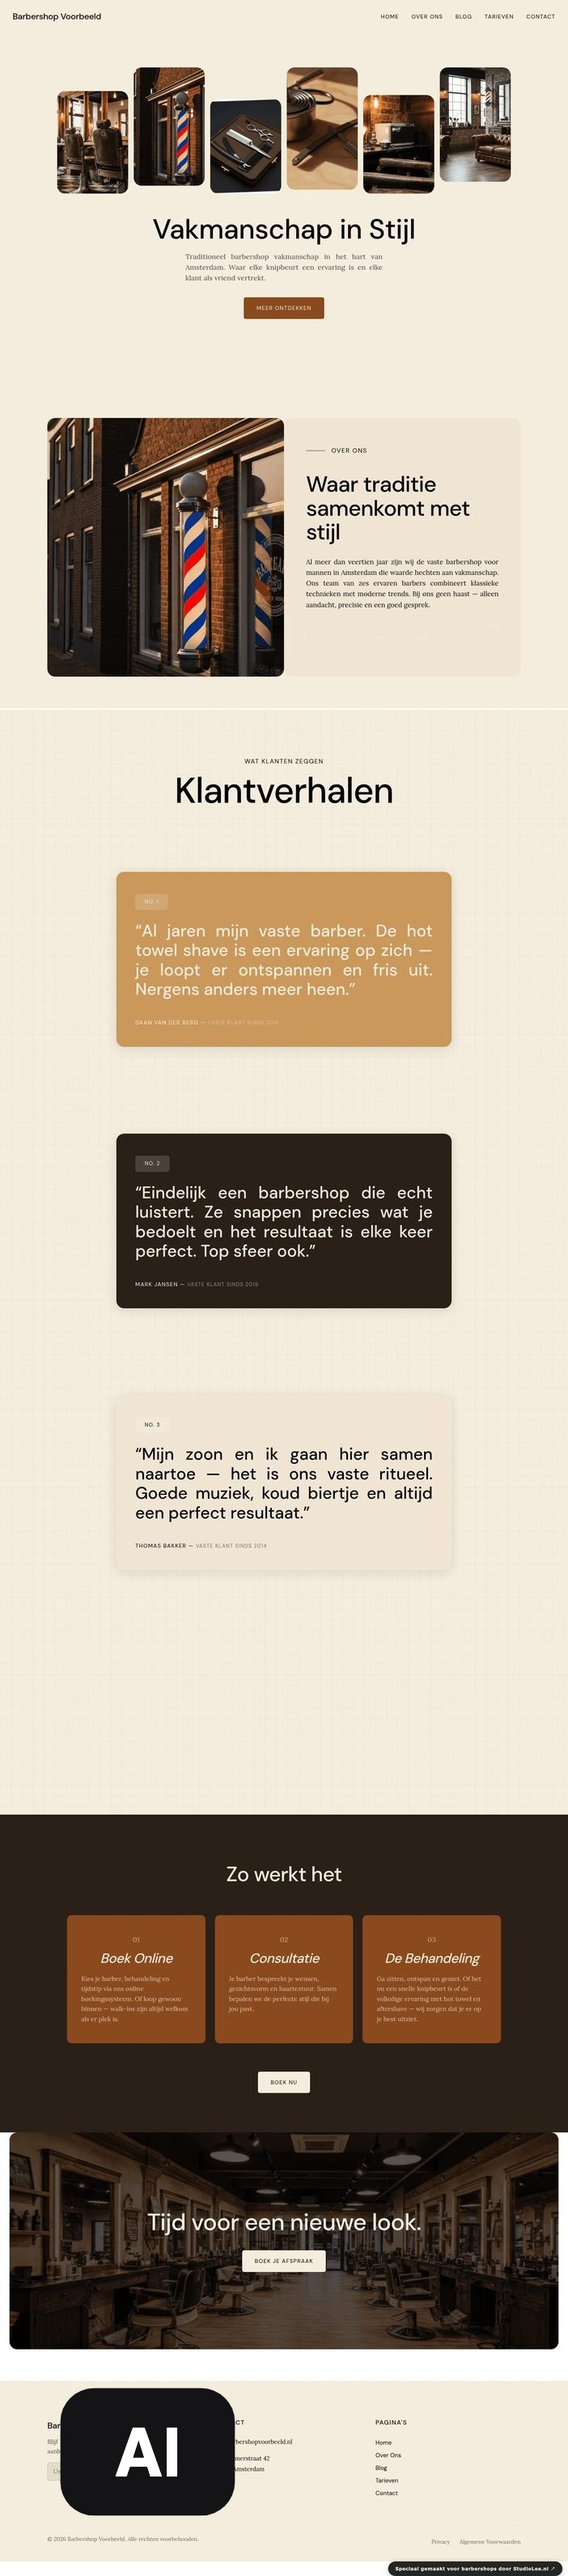 Barbershop Voorbeeld
HOME OVER ONS BLOG TARIEVEN CONTACT
Vakmanschap in Stijl
Traditioneel barbershop vakmanschap in het hart van
Amsterdam. Waar elke knipbeurt een ervaring is en elke
klant als vriend vertrekt.
MEER ONTDEKKEN
OVER ONS
Waar traditie
samenkomt met
stijl
Al meer dan veertien jaar zijn wij de vaste barbershop voor
mannen in Amsterdam die waarde hechten aan vakmanschap.
Ons team van zes ervaren barbers combineert klassieke
technieken met moderne trends. Bij ons geen haast — alleen
aandacht, precisie en een goed gesprek.
WAT KLANTEN ZEGGEN
Klantverhalen
NO. 1
“Al jaren mijn vaste barber. De hot
towel shave is een ervaring op zich —
je loopt er ontspannen en fris uit.
Nergens anders meer heen.”
DAAN VAN DER BERG — VASTE KLANT SINDS
NO. 2
“Eindelijk een barbershop die echt
luistert. Ze snappen precies wat je
bedoelt en het resultaat is elke keer
perfect. Top sfeer ook.”
MARK JANSEN — VASTE KLANT SINDS 2019
NO. 3
“Mijn zoon en ik gaan hier samen
naartoe — het is ons vaste ritueel.
Goede muziek, koud biertje en altijd
een perfect resultaat.”
THOMAS BAKKER — VASTE KLANT SINDS 2014
Zo werkt het
01
Boek Online
Kies je barber, behandeling en
tijdstip via ons online
boekingssysteem. Of loop gewoon
binnen — walk-ins zijn altijd welkom
als er plek is.
02
Consultatie
Je barber bespreekt je wensen,
gezichtsvorm en haartextuur. Samen
bepalen we de perfecte stijl die bij
jou past.
03
De Behandeling
Ga zitten, ontspan en geniet. Of het
nu een snelle knipbeurt is of de
volledige ervaring met hot towel en
aftershave — wij zorgen dat je er op
je best uitziet.
BOEK NU
Tijd voor een nieuwe look.
BOEK JE AFSPRAAK
Bar
Blijf
aanb
AI
CT
bershopvoorbeeld.nl
merstraat 42
Amsterdam
PAGINA'S
Home
Over Ons
Blog
Tarieven
Contact
© 2026 Barbershop Voorbeeld. Alle rechten voorbehouden.
Privacy Algemene Voorwaarden
Speciaal gemaakt voor barbershops door StudioLee.nl ↗